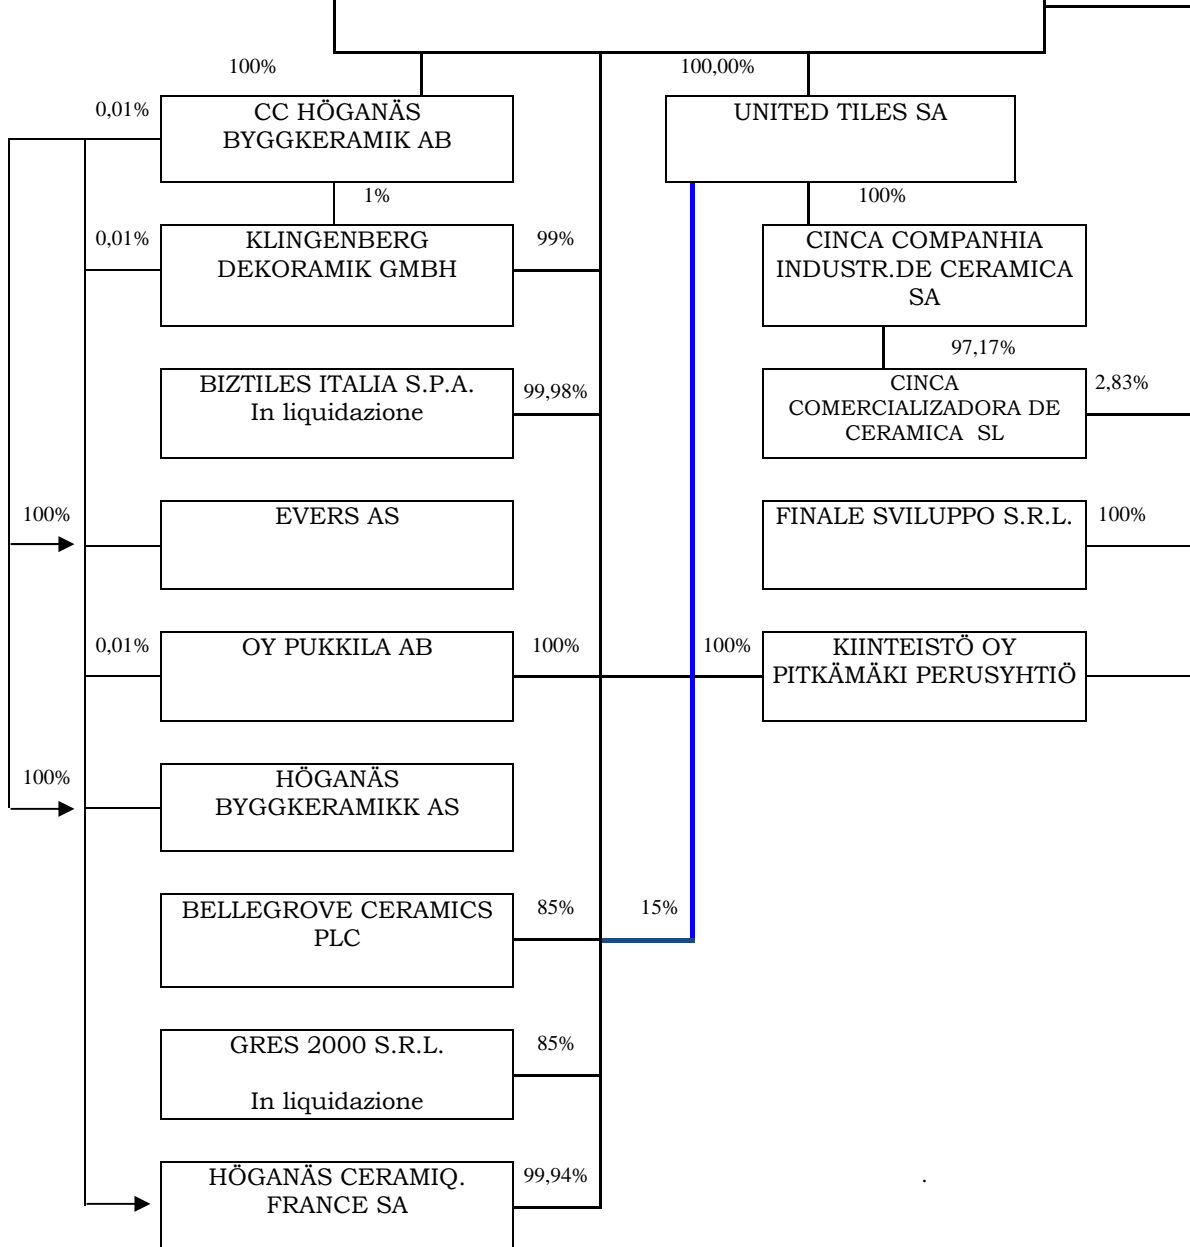 100%
100,00%
0,01%
CC HÖGANÄS
BYGGKERAMIK AB
UNITED TILES SA
1%
100%
0,01%
KLINGENBERG
DEKORAMIK GMBH
99%
CINCA COMPANHIA
INDUSTR.DE CERAMICA
SA
97,17%
BIZTILES ITALIA S.P.A.
In liquidazione
99,98%
CINCA
COMERCIALIZADORA DE
CERAMICA SL
2,83%
100%
EVERS AS
FINALE SVILUPPO S.R.L.
100%
0,01%
OY PUKKILA AB
100%
100%
KIINTEISTÖ OY
PITKÄMÄKI PERUSYHTIÖ
100%
HÖGANÄS
BYGGKERAMIKK AS
BELLEGROVE CERAMICS
PLC
85%
15%
GRES 2000 S.R.L.
In liquidazione
85%
HÖGANÄS CERAMIQ.
FRANCE SA
99,94%
.